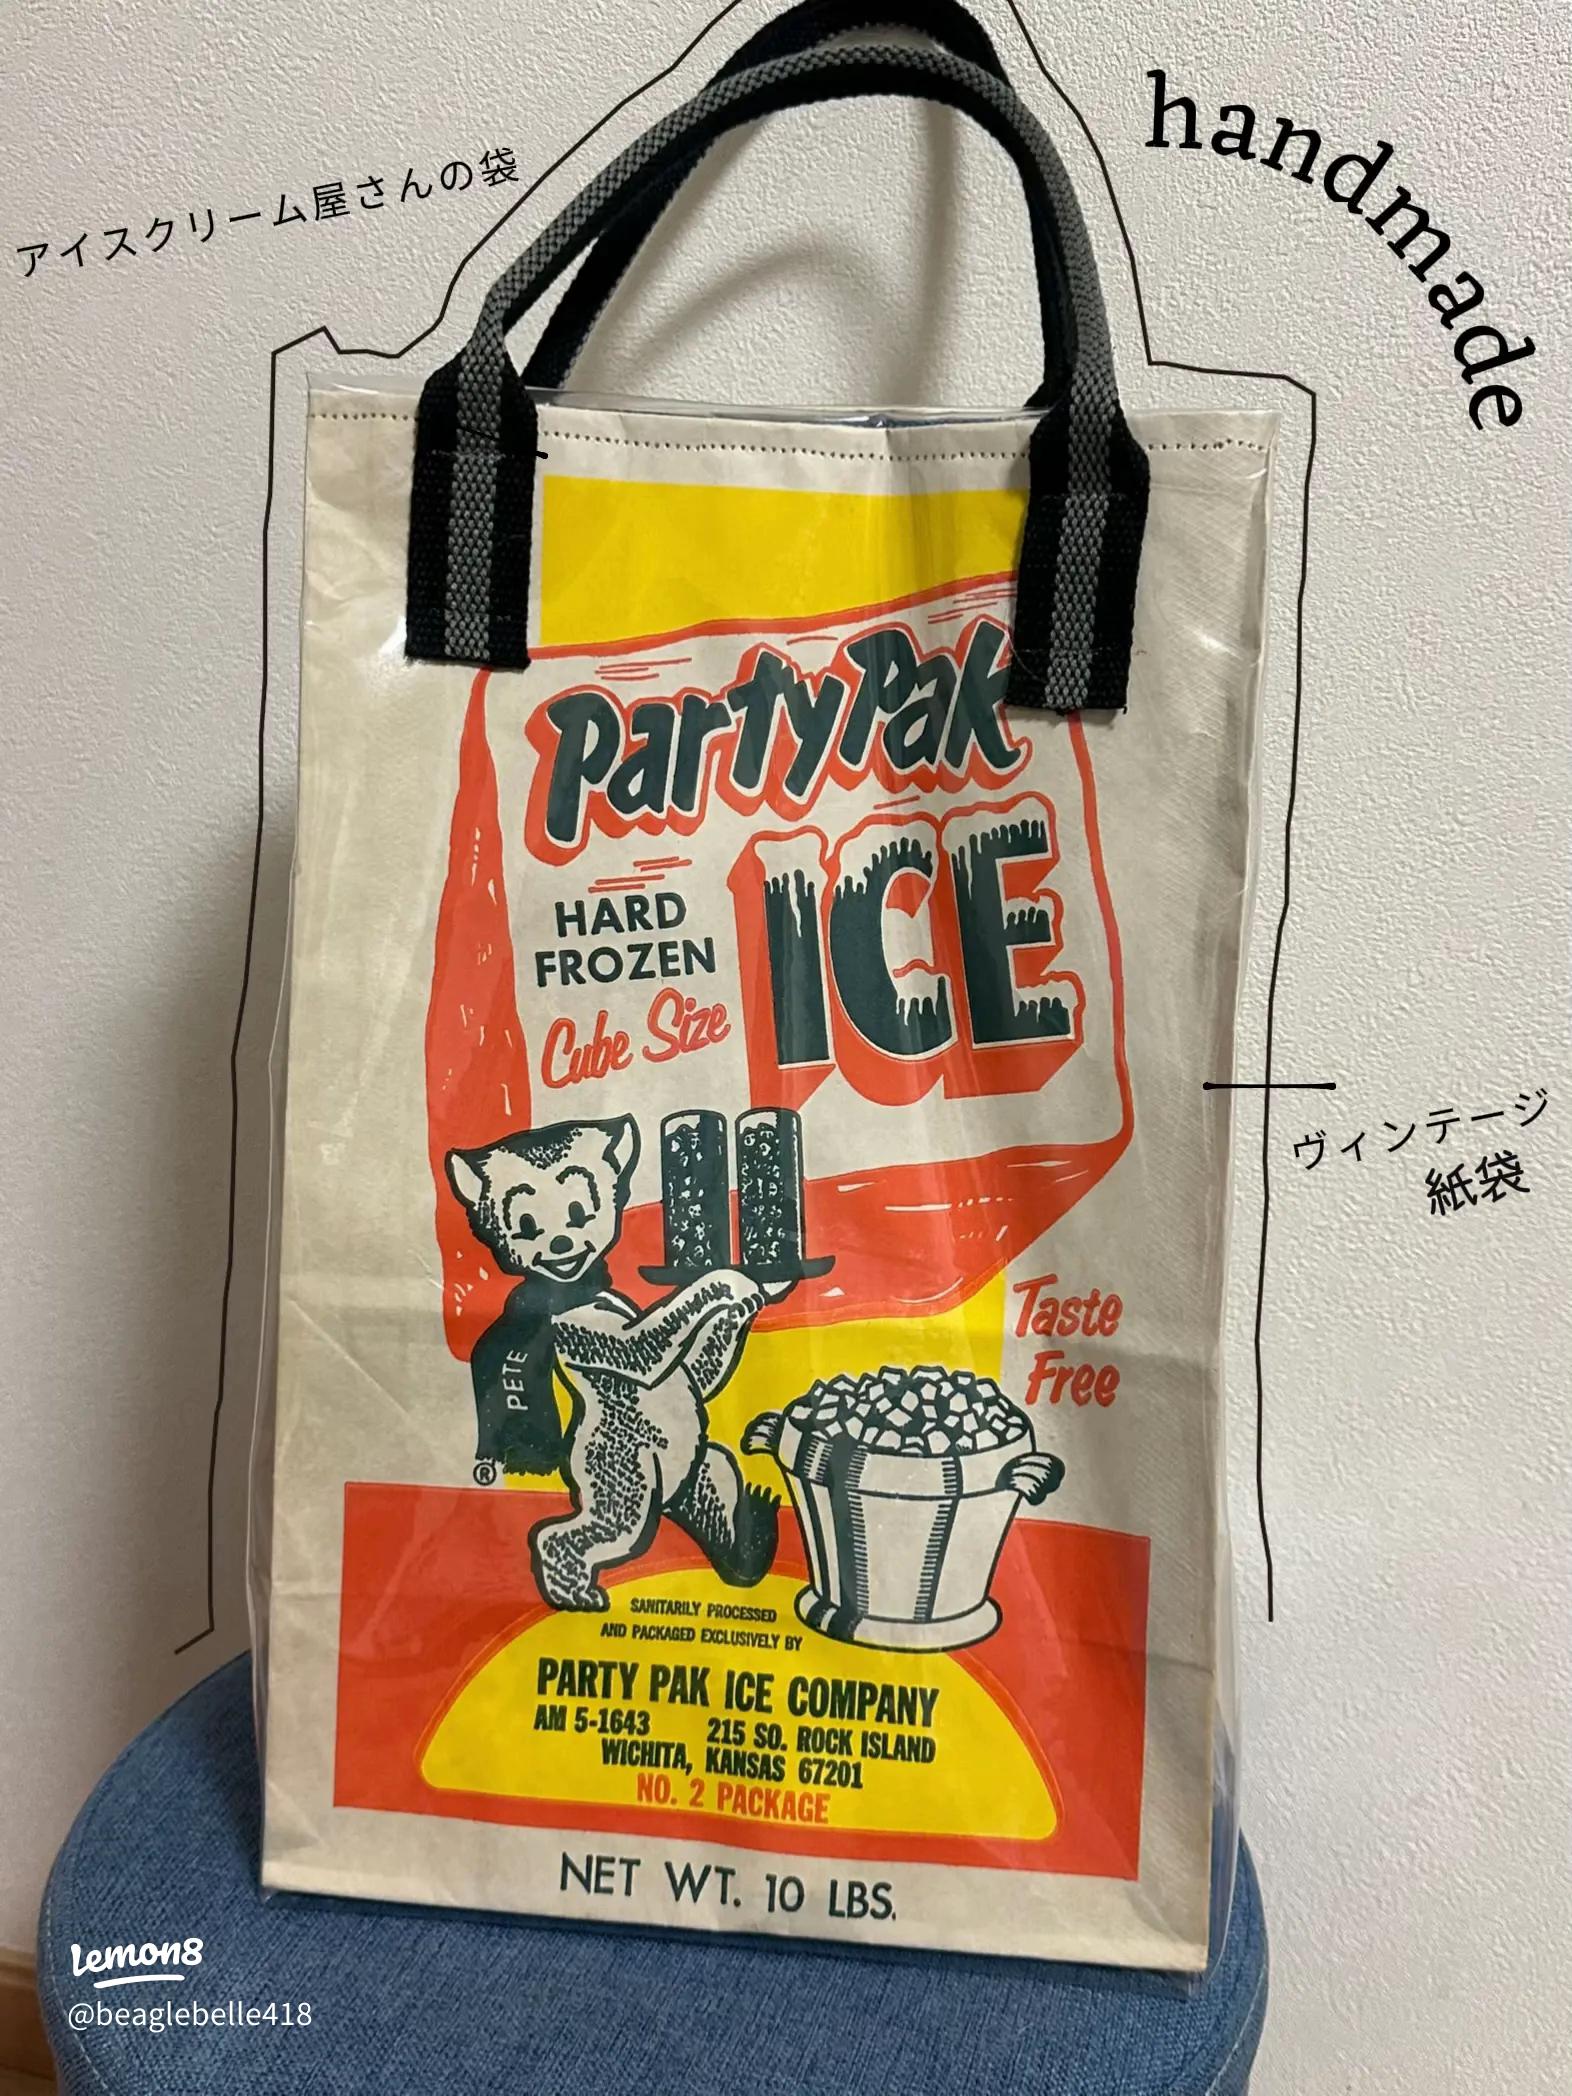 handmade
アイスクリーム屋さんの袋
Party Pak
ICE
HARD
FROZEN
Cube Size
ヴィンテージ
紙袋
Taste
Free
PETE
®
SANITARILY PROCESSED
AND PACKAGED EXCLUSIVELY BY
PARTY PAK ICE COMPANY
AM 5-1643 215 SO. ROCK ISLAND
WICHITA, KANSAS 67201
NO. 2 PACKAGE
NET WT. 10 LBS.
Lemon8
@beaglebelle418